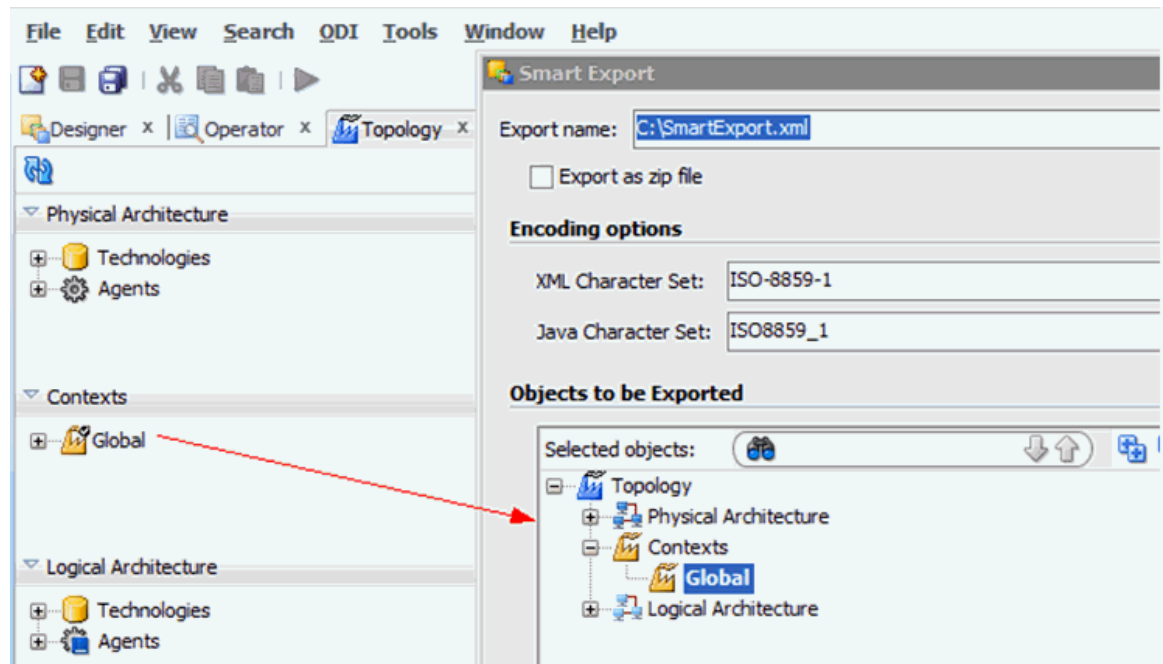 File Edit View Search ODI Tools Window Help
Smart Export
Designer x Operator x Topology x
Export name: C:\SmartExport.xml
Export as zip file
Physical Architecture
Encoding options
Technologies
Agents
XML Character Set: ISO-8859-1
Java Character Set: ISO8859_1
Contexts
Objects to be Exported
Global
Selected objects:
Topology
Physical Architecture
Contexts
Global
Logical Architecture
Logical Architecture
Technologies
Agents